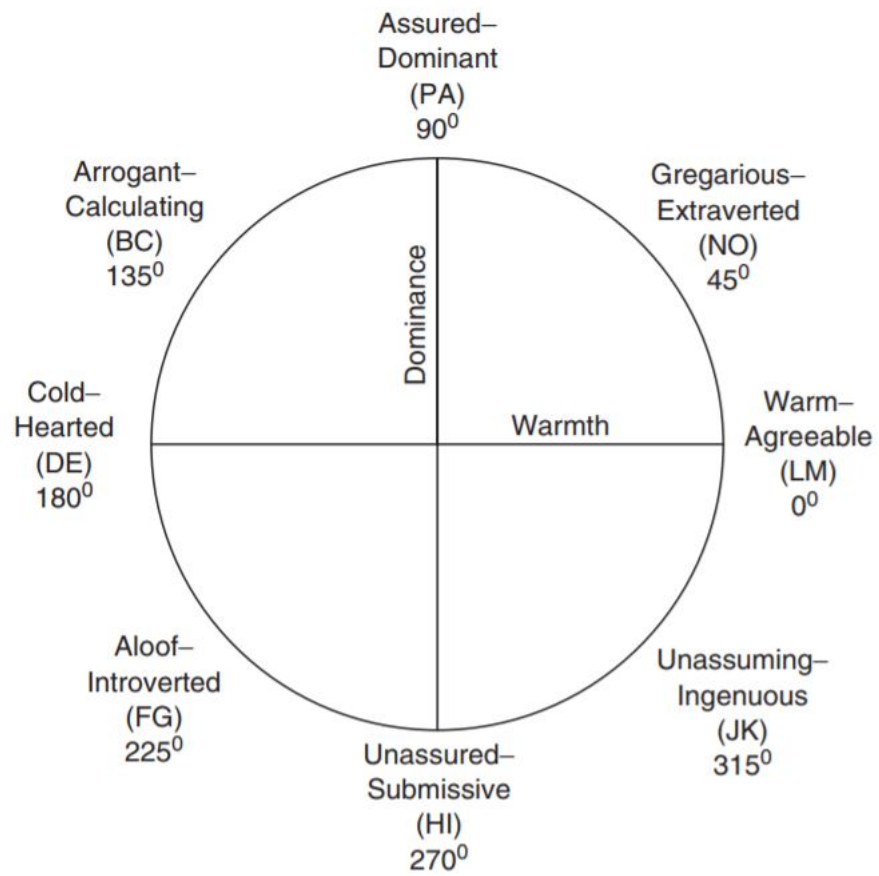 Assured–
Dominant
(PA)
90⁰
Arrogant–
Calculating
(BC)
135⁰
Gregarious–
Extraverted
(NO)
45⁰
Dominance
Warmth
Cold–
Hearted
(DE)
180⁰
Warm–
Agreeable
(LM)
0⁰
Aloof–
Introverted
(FG)
225⁰
Unassuming–
Ingenuous
(JK)
315⁰
Unassured–
Submissive
(HI)
270⁰